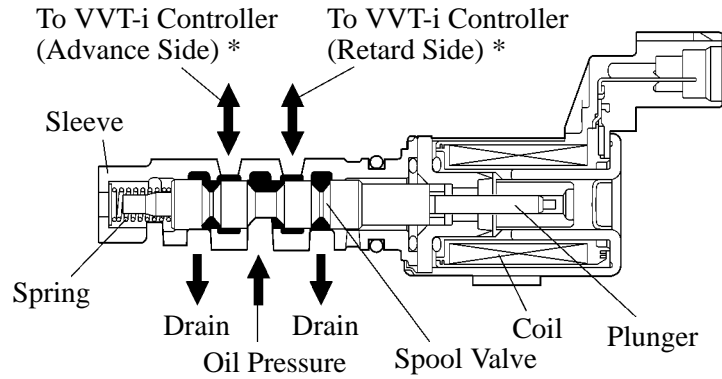 To VVT-i Controller
(Advance Side) *
To VVT-i Controller
(Retard Side) *
Sleeve
Spring
Drain
Oil Pressure
Drain
Spool Valve
Coil
Plunger